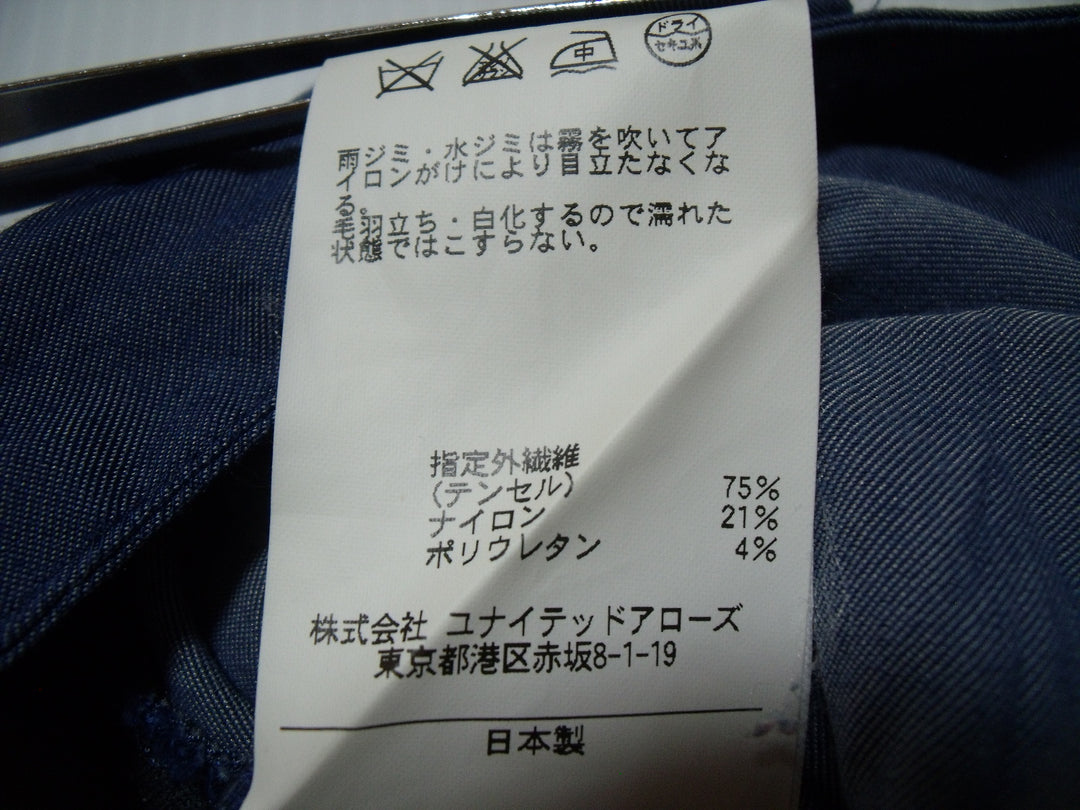 中
ドライ
セキユ系
雨ジミ・水ジミは霧を吹いてア
イロンがけにより目立たなくな
る。
毛羽立ち・白化するので濡れた
状態ではこすらない。
指定外繊維
(テンセル) 75%
ナイロン 21%
ポリウレタン 4%
株式会社 ユナイテッドアローズ
東京都港区赤坂8-1-19
日本製